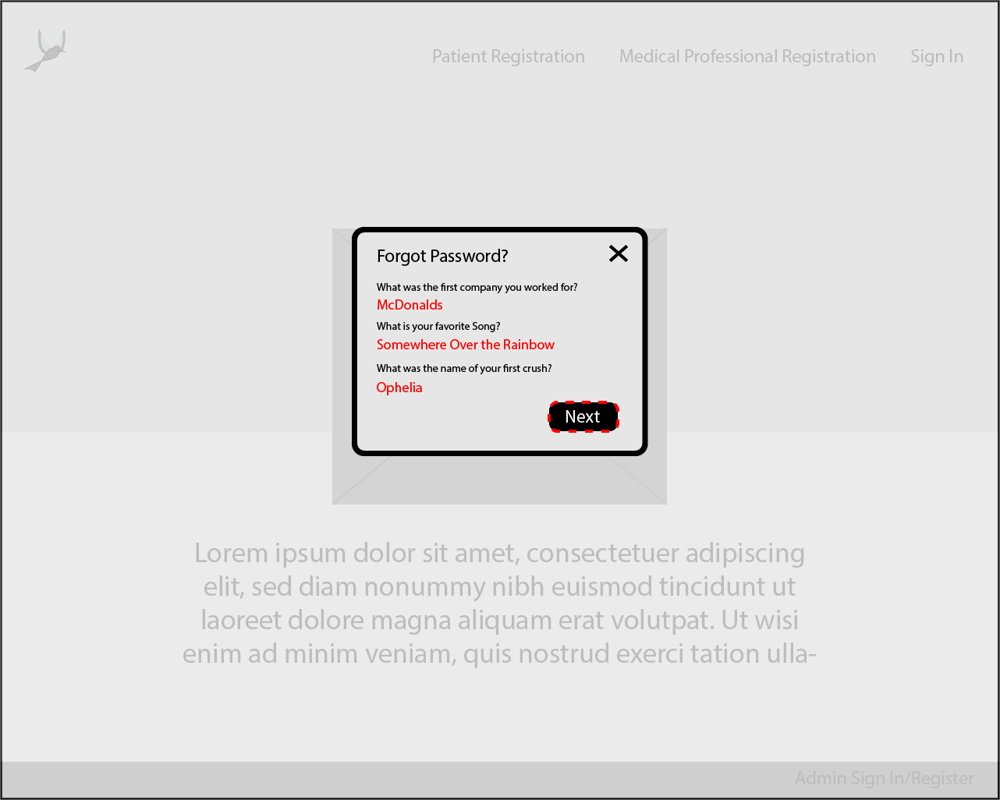 Patient Registration
Medical Professional Registration
Sign In
Forgot Password?
What was the first company you worked for?
McDonalds
What is your favorite Song?
Somewhere Over the Rainbow
What was the name of your first crush?
Ophelia
Next
Lorem ipsum dolor sit amet, consectetuer adipiscing
elit, sed diam nonummy nibh euismod tincidunt ut
laoreet dolore magna aliquam erat volutpat. Ut wisi
enim ad minim veniam, quis nostrud exerci tation ulla-
Admin Sign In/Register